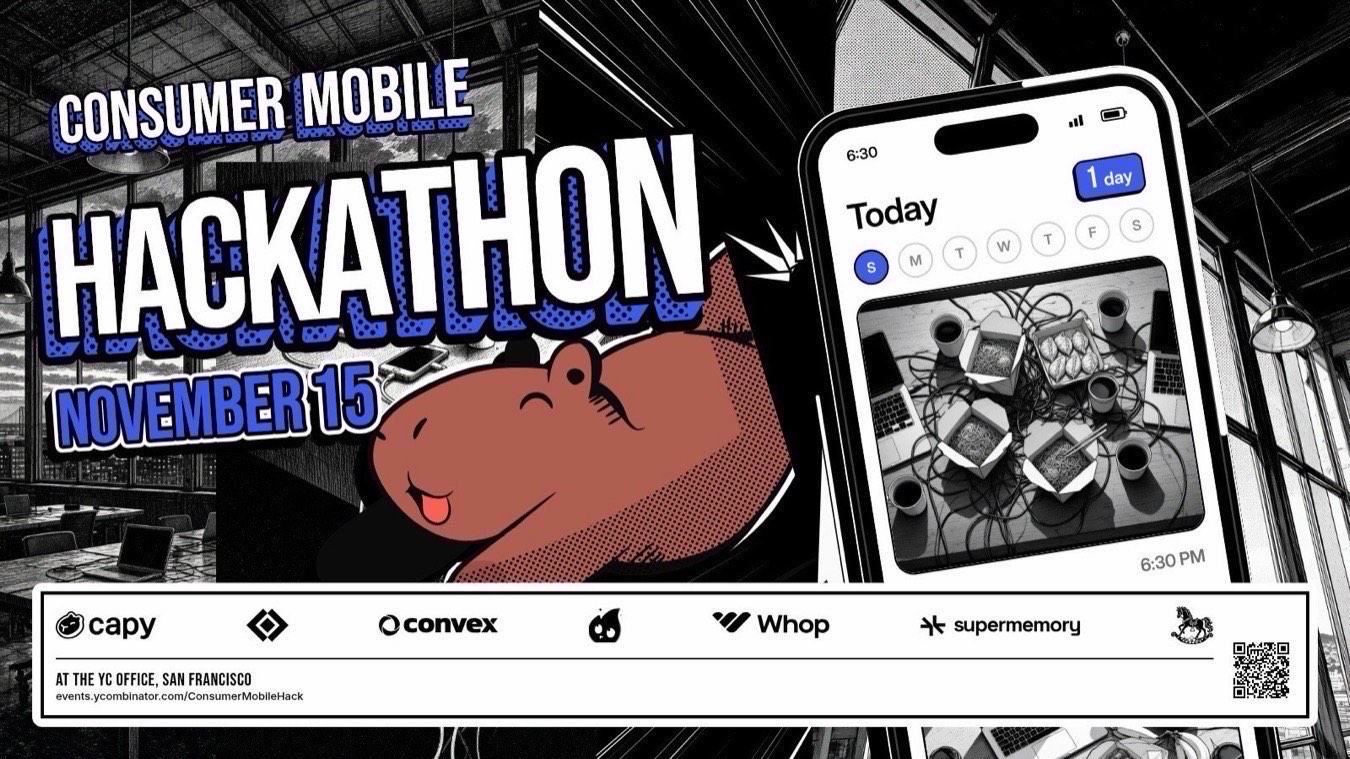 CONSUMER MOBILE
HACKATHON
NOVEMBER 15
6:30
1 day
Today
S M T W T F S
6:30 PM
capy
convex
Whop
supermemory
AT THE YC OFFICE, SAN FRANCISCO
events.ycombinator.com/ConsumerMobileHack